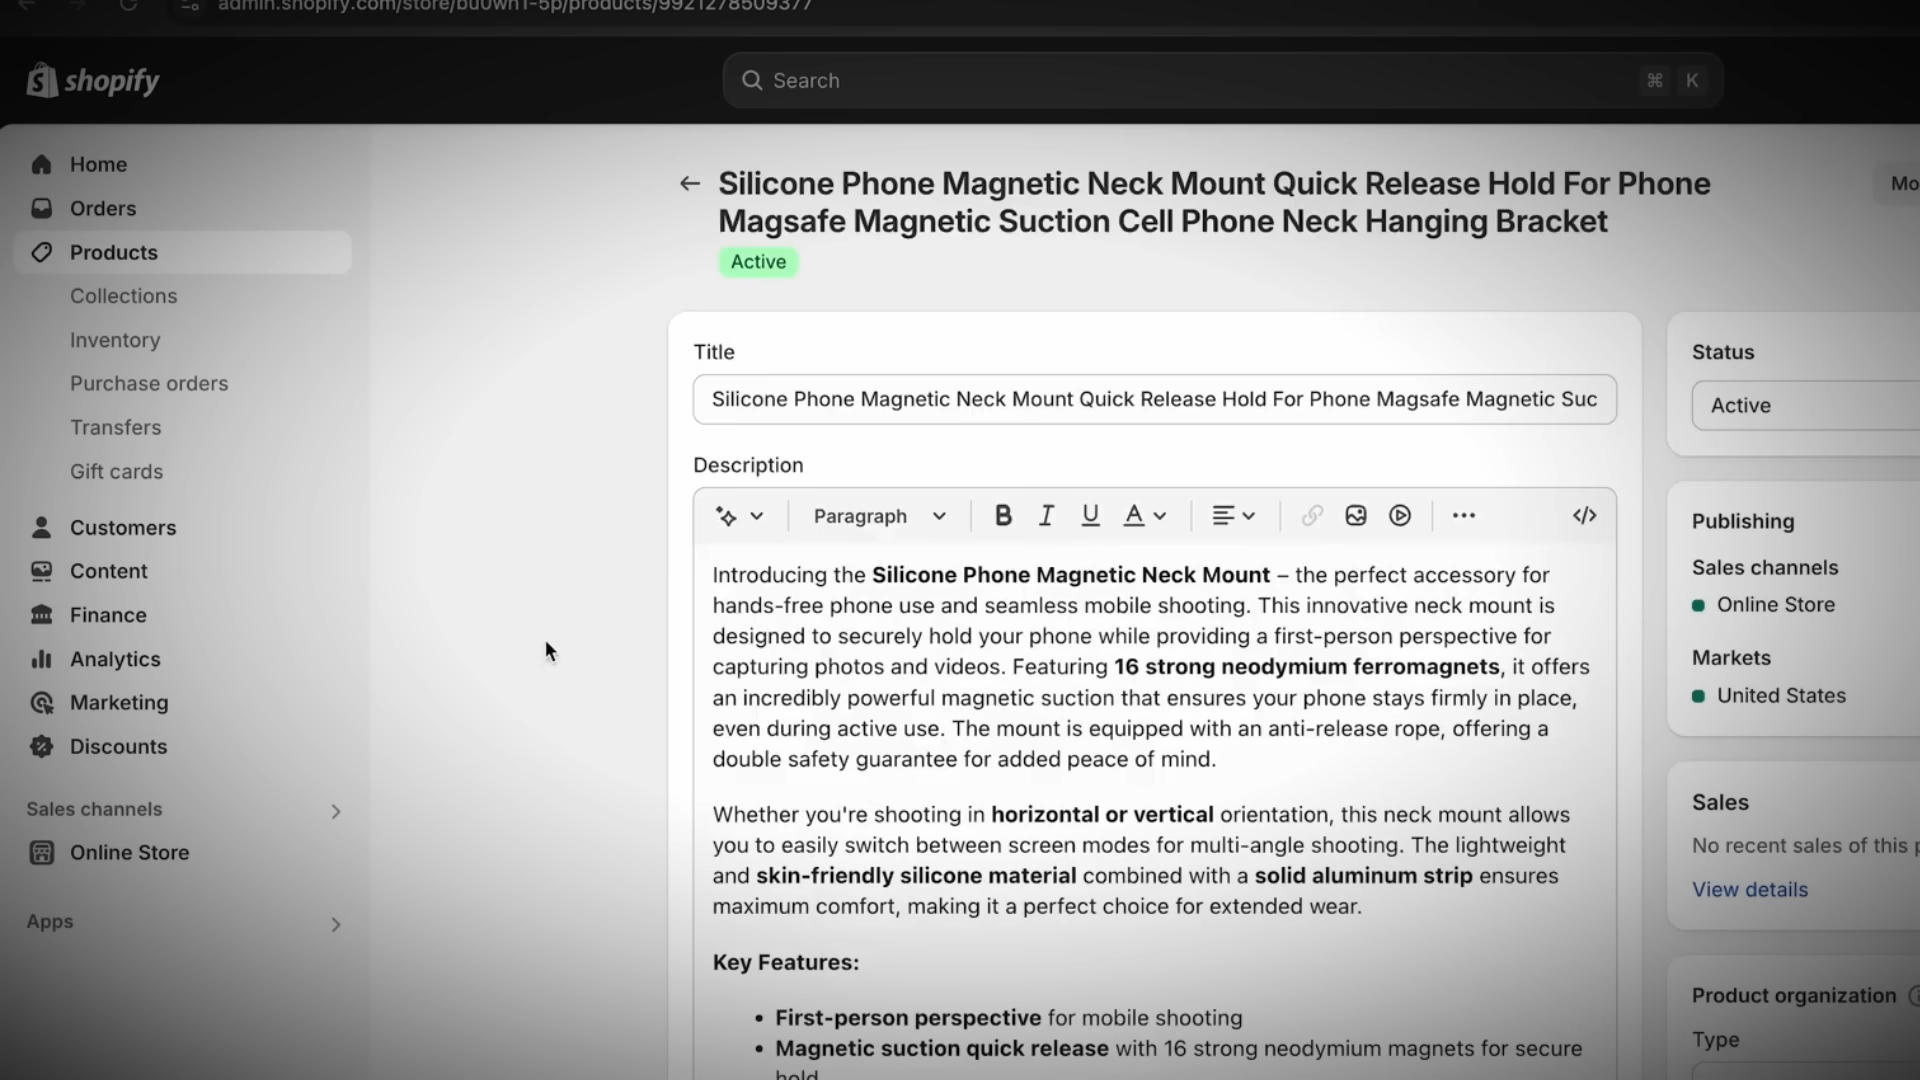 admin.shopify.com/store/bu0wh1-5p/products/9921278509377
shopify
Search
⌘ K
Home
Orders
Products
Collections
Inventory
Purchase orders
Transfers
Gift cards
Customers
Content
Finance
Analytics
Marketing
Discounts
Sales channels
Online Store
Apps
Silicone Phone Magnetic Neck Mount Quick Release Hold For Phone
Magsafe Magnetic Suction Cell Phone Neck Hanging Bracket
Active
Mo
Title
Silicone Phone Magnetic Neck Mount Quick Release Hold For Phone Magsafe Magnetic Suc
Description
Paragraph
B I U A
Introducing the Silicone Phone Magnetic Neck Mount – the perfect accessory for
hands-free phone use and seamless mobile shooting. This innovative neck mount is
designed to securely hold your phone while providing a first-person perspective for
capturing photos and videos. Featuring 16 strong neodymium ferromagnets, it offers
an incredibly powerful magnetic suction that ensures your phone stays firmly in place,
even during active use. The mount is equipped with an anti-release rope, offering a
double safety guarantee for added peace of mind.
Whether you're shooting in horizontal or vertical orientation, this neck mount allows
you to easily switch between screen modes for multi-angle shooting. The lightweight
and skin-friendly silicone material combined with a solid aluminum strip ensures
maximum comfort, making it a perfect choice for extended wear.
Key Features:
• First-person perspective for mobile shooting
• Magnetic suction quick release with 16 strong neodymium magnets for secure
hold
Status
Active
Publishing
Sales channels
Online Store
Markets
United States
Sales
No recent sales of this p
View details
Product organization
Type